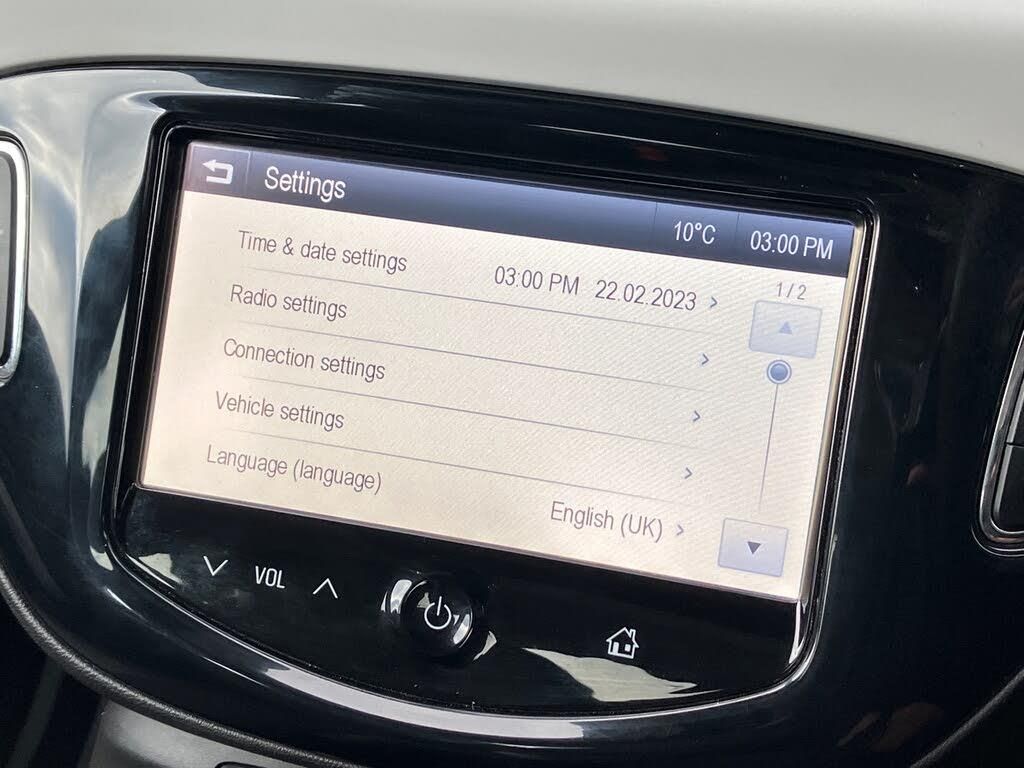 Settings
10°C
03:00 PM
Time & date settings
03:00 PM 22.02.2023 >
1/2
Radio settings >
Connection settings >
Vehicle settings >
Language (language)
English (UK) >
VOL